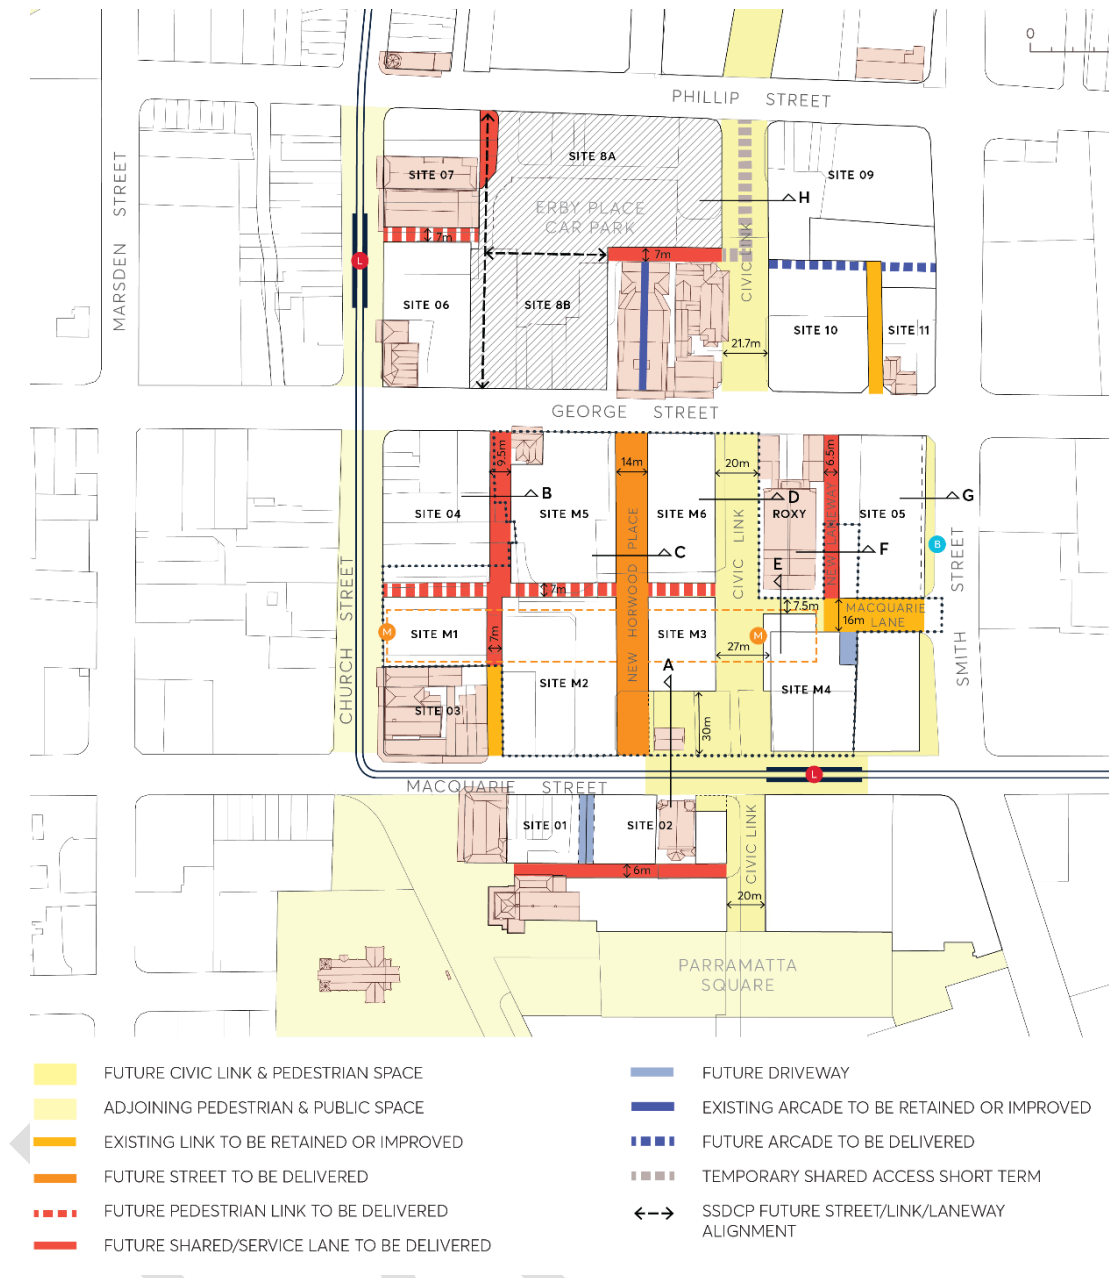 0
PHILLIP STREET
MARSDEN STREET
SITE 8A
SITE 07
SITE 09
ERBY PLACE
CAR PARK
H
7m
7m
L
CIVIC LINK
SITE 06
SITE 8B
SITE 10
SITE 11
21.7m
GEORGE STREET
9.5m
14m
20m
6.5m
B
D
G
SITE 04
SITE M5
SITE M6
ROXY
SITE 05
NEW HORWOOD PLACE
CIVIC LINK
NEW LANEWAY
C
F
B
E
SMITH STREET
CHURCH STREET
7m
7.5m
MACQUARIE
LANE
16m
M
SITE M1
7m
SITE M3
M
27m
A
SITE M2
SITE M4
SITE 03
30m
L
MACQUARIE STREET
SITE 01
SITE 02
CIVIC LINK
6m
20m
PARRAMATTA
SQUARE
FUTURE CIVIC LINK & PEDESTRIAN SPACE
ADJOINING PEDESTRIAN & PUBLIC SPACE
EXISTING LINK TO BE RETAINED OR IMPROVED
FUTURE STREET TO BE DELIVERED
FUTURE PEDESTRIAN LINK TO BE DELIVERED
FUTURE SHARED/SERVICE LANE TO BE DELIVERED
FUTURE DRIVEWAY
EXISTING ARCADE TO BE RETAINED OR IMPROVED
FUTURE ARCADE TO BE DELIVERED
TEMPORARY SHARED ACCESS SHORT TERM
SSDCP FUTURE STREET/LINK/LANEWAY
ALIGNMENT